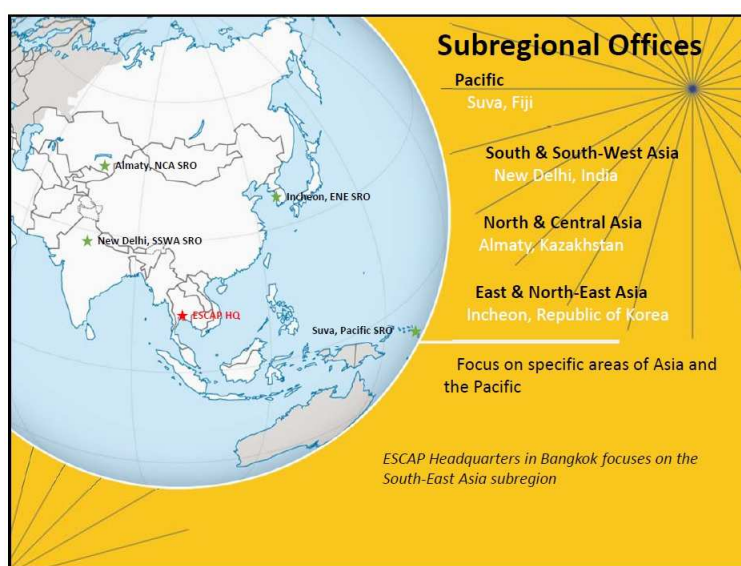 Subregional Offices
Pacific
Suva, Fiji
South & South-West Asia
New Delhi, India
North & Central Asia
Almaty, Kazakhstan
East & North-East Asia
Incheon, Republic of Korea
Focus on specific areas of Asia and
the Pacific
ESCAP Headquarters in Bangkok focuses on the
South-East Asia subregion
Almaty, NCA SRO
Incheon, ENE SRO
New Delhi, SSWA SRO
ESCAP HQ
Suva, Pacific SRO